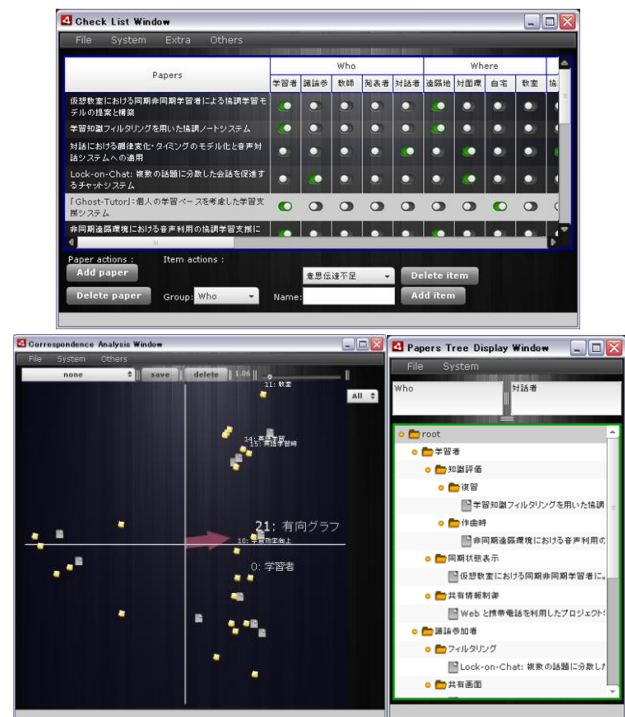 Check List Window
File System Extra Others
Papers
Who
Where
学習者 議論参 教師 発表者 対話者 遠隔地 対面環 自宅 教室 協
仮想教室における同期非同期学習者による協調学習モ
デルの提案と構築
学習知識フィルタリングを用いた協調ノートシステム
対話における韻律変化・タイミングのモデル化と音声対
話システムへの適用
Lock-on-Chat: 複数の話題に分散した会話を促進す
るチャットシステム
「Ghost-Tutor」: 個人の学習ペースを考慮した学習支
援システム
非同期遠隔環境における音声利用の協調学習支援に
Paper actions :
Item actions :
Add paper
意思伝達不足
Delete item
Delete paper
Group: Who
Name:
Add item
Correspondence Analysis Window
File System Others
none
save
delete
1.06
All
11: 教室
14: 英語学習
15: 英語学習時
21: 有向グラフ
10: 学習効率向上
0: 学習者
Papers Tree Display Window
File System
Who
対話者
root
学習者
知識評価
復習
学習知識フィルタリングを用いた協調
作曲時
非同期遠隔環境における音声利用の
同期状態表示
仮想教室における同期非同期学習者に
共有情報制御
Web と携帯電話を利用したプロジェクト
議論参加者
フィルタリング
Lock-on-Chat: 複数の話題に分散し
共有画面